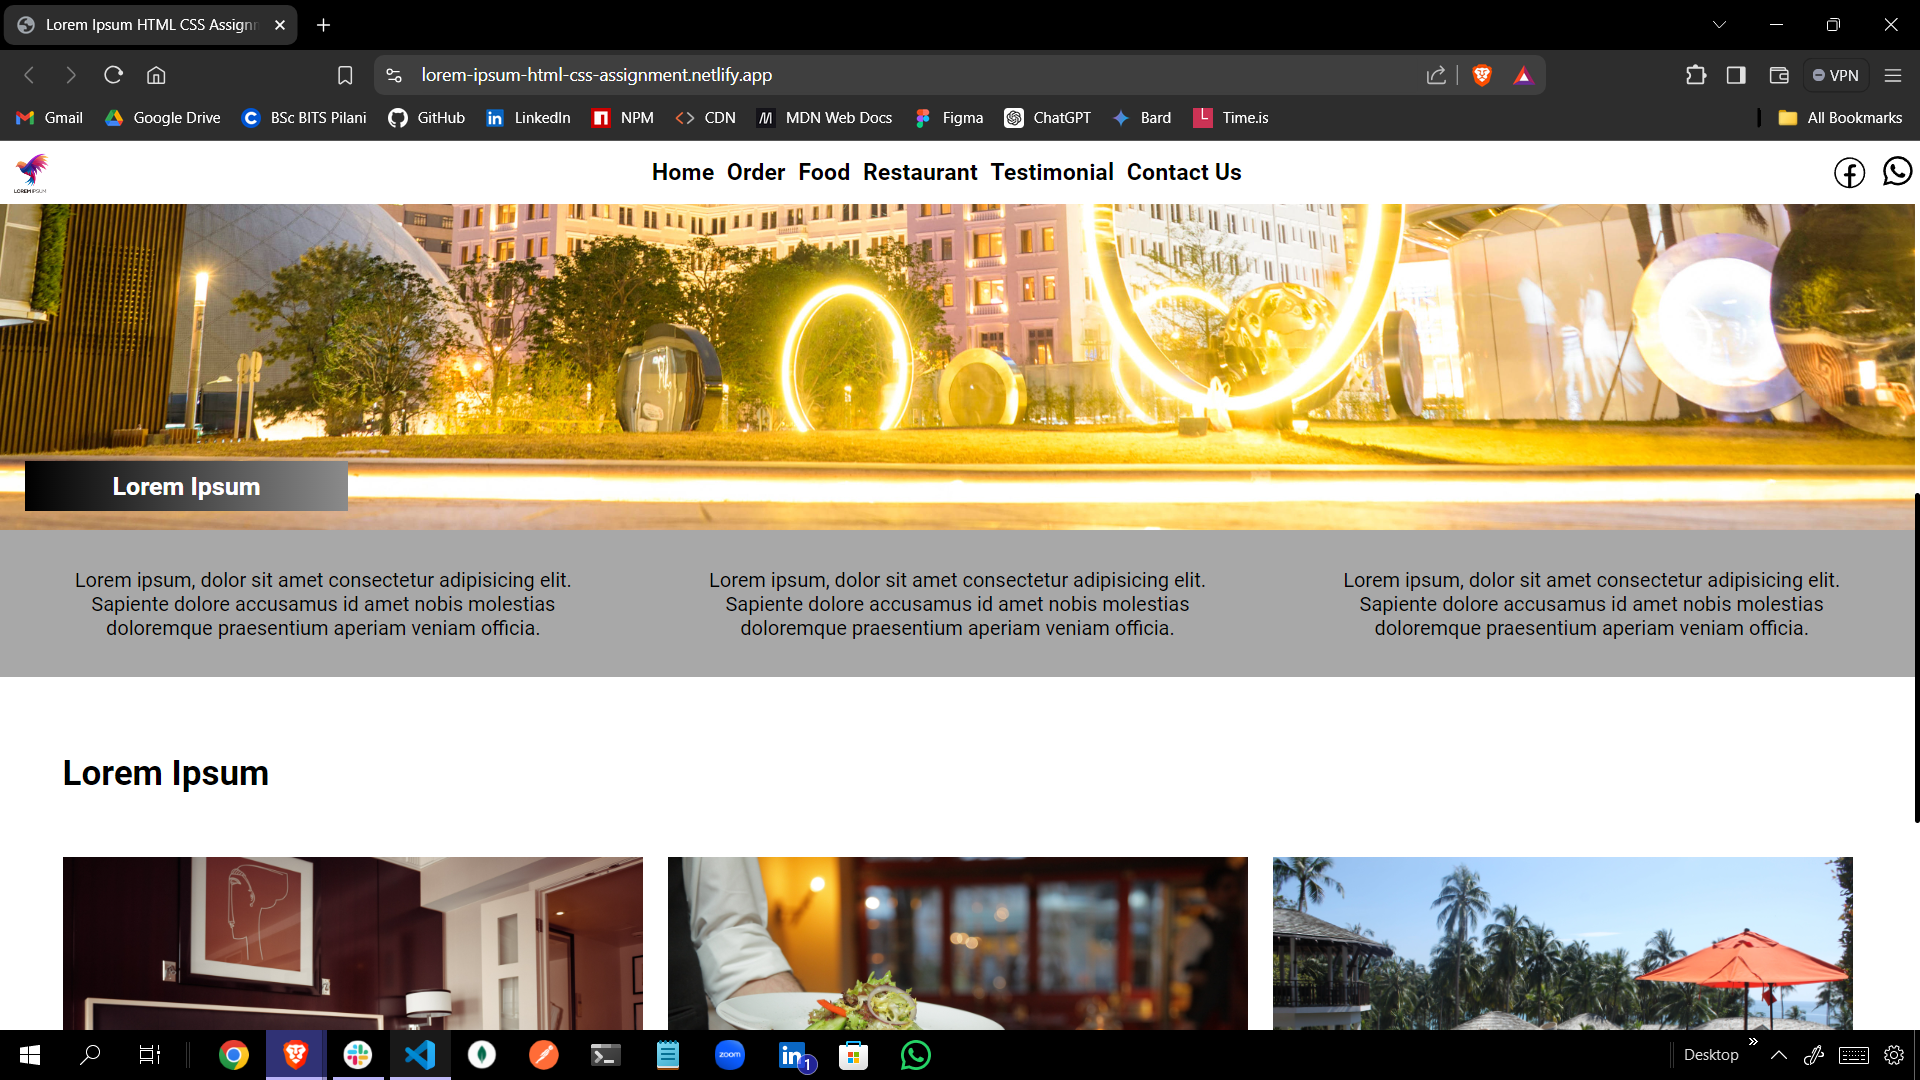 Lorem Ipsum HTML CSS Assignm
lorem-ipsum-html-css-assignment.netlify.app
VPN
Gmail
Google Drive
BSc BITS Pilani
GitHub
LinkedIn
NPM
CDN
MDN Web Docs
Figma
ChatGPT
Bard
Time.is
All Bookmarks
LOREM IPSUM
Home Order Food Restaurant Testimonial Contact Us
Lorem Ipsum
Lorem ipsum, dolor sit amet consectetur adipisicing elit.
Sapiente dolore accusamus id amet nobis molestias
doloremque praesentium aperiam veniam officia.
Lorem ipsum, dolor sit amet consectetur adipisicing elit.
Sapiente dolore accusamus id amet nobis molestias
doloremque praesentium aperiam veniam officia.
Lorem ipsum, dolor sit amet consectetur adipisicing elit.
Sapiente dolore accusamus id amet nobis molestias
doloremque praesentium aperiam veniam officia.
Lorem Ipsum
zoom
in
1
Desktop